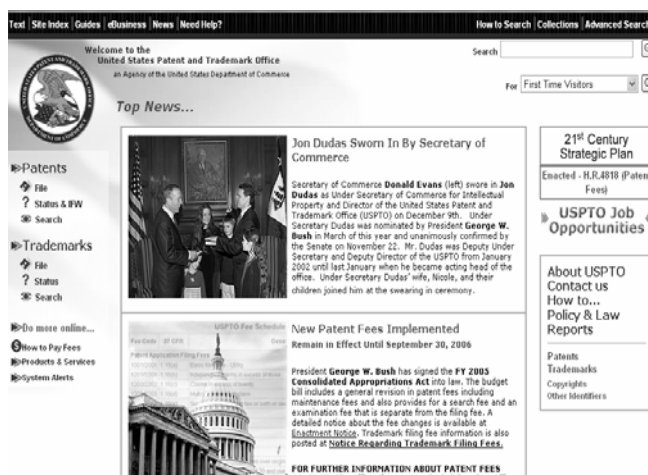 Text | Site Index | Guides | eBusiness | News | Need Help?
How to Search | Collections | Advanced Search
Welcome to the
United States Patent and Trademark Office
an Agency of the United States Department of Commerce
Search
For First Time Visitors
Top News...
Patents
File
? Status & IFW
Search
Trademarks
File
? Status
Search
Do more online...
$How to Pay Fees
Products & Services
System Alerts
Jon Dudas Sworn In By Secretary of
Commerce
Secretary of Commerce Donald Evans (left) swore in Jon
Dudas as Under Secretary of Commerce for Intellectual
Property and Director of the United States Patent and
Trademark Office (USPTO) on December 9th. Under
Secretary Dudas was nominated by President George W.
Bush in March of this year and unanimously confirmed by
the Senate on November 22. Mr. Dudas was Deputy Under
Secretary and Deputy Director of the USPTO from January
2002 until last January when he became acting head of the
office. Under Secretary Dudas' wife, Nicole, and their
children joined him at the swearing in ceremony.
USPTO Fee Schedule
Fee Code 37 CFR
Patent Application Filing Fees
New Patent Fees Implemented
Remain in Effect Until September 30, 2006
President George W. Bush has signed the FY 2005
Consolidated Appropriations Act into law. The budget
bill includes a general revision in patent fees including
maintenance fees and also provides for a search fee and an
examination fee that is separate from the filing fee. A
detailed notice about the fee changes is available at
Enactment Notice. Trademark filing fee information is also
posted at Notice Regarding Trademark Filing Fees.
FOR FURTHER INFORMATION ABOUT PATENT FEES
21st Century
Strategic Plan
Enacted - H.R.4818 (Paten
Fees)
USPTO Job
Opportunities
About USPTO
Contact us
How to...
Policy & Law
Reports
Patents
Trademarks
Copyrights
Other Identifiers